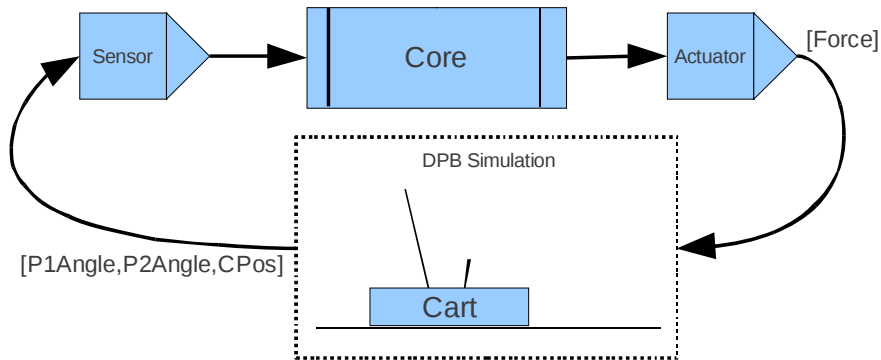 Sensor
Core
Actuator
[Force]
DPB Simulation
[P1Angle,P2Angle,CPos]
Cart